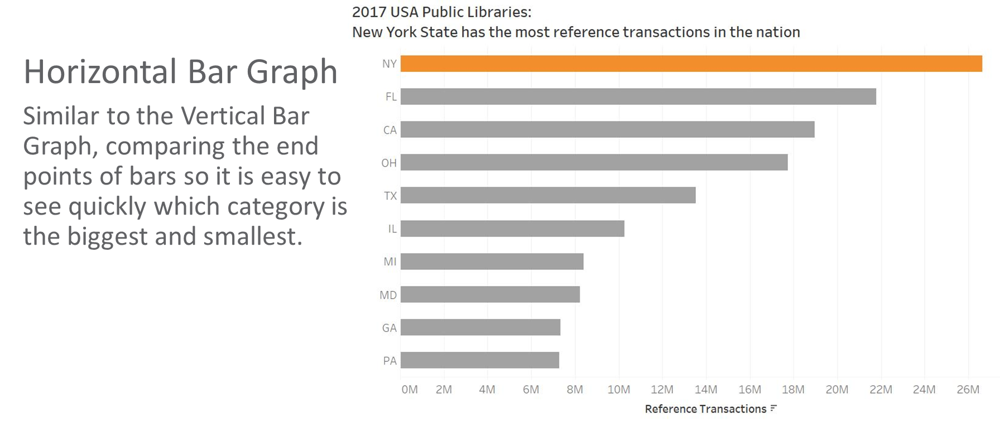 2017 USA Public Libraries:
New York State has the most reference transactions in the nation
Horizontal Bar Graph
Similar to the Vertical Bar
Graph, comparing the end
points of bars so it is easy to
see quickly which category is
the biggest and smallest.
NY
FL
CA
OH
TX
IL
MI
MD
GA
PA
0M 2M 4M 6M 8M 10M 12M 14M 16M 18M 20M 22M 24M 26M
Reference Transactions